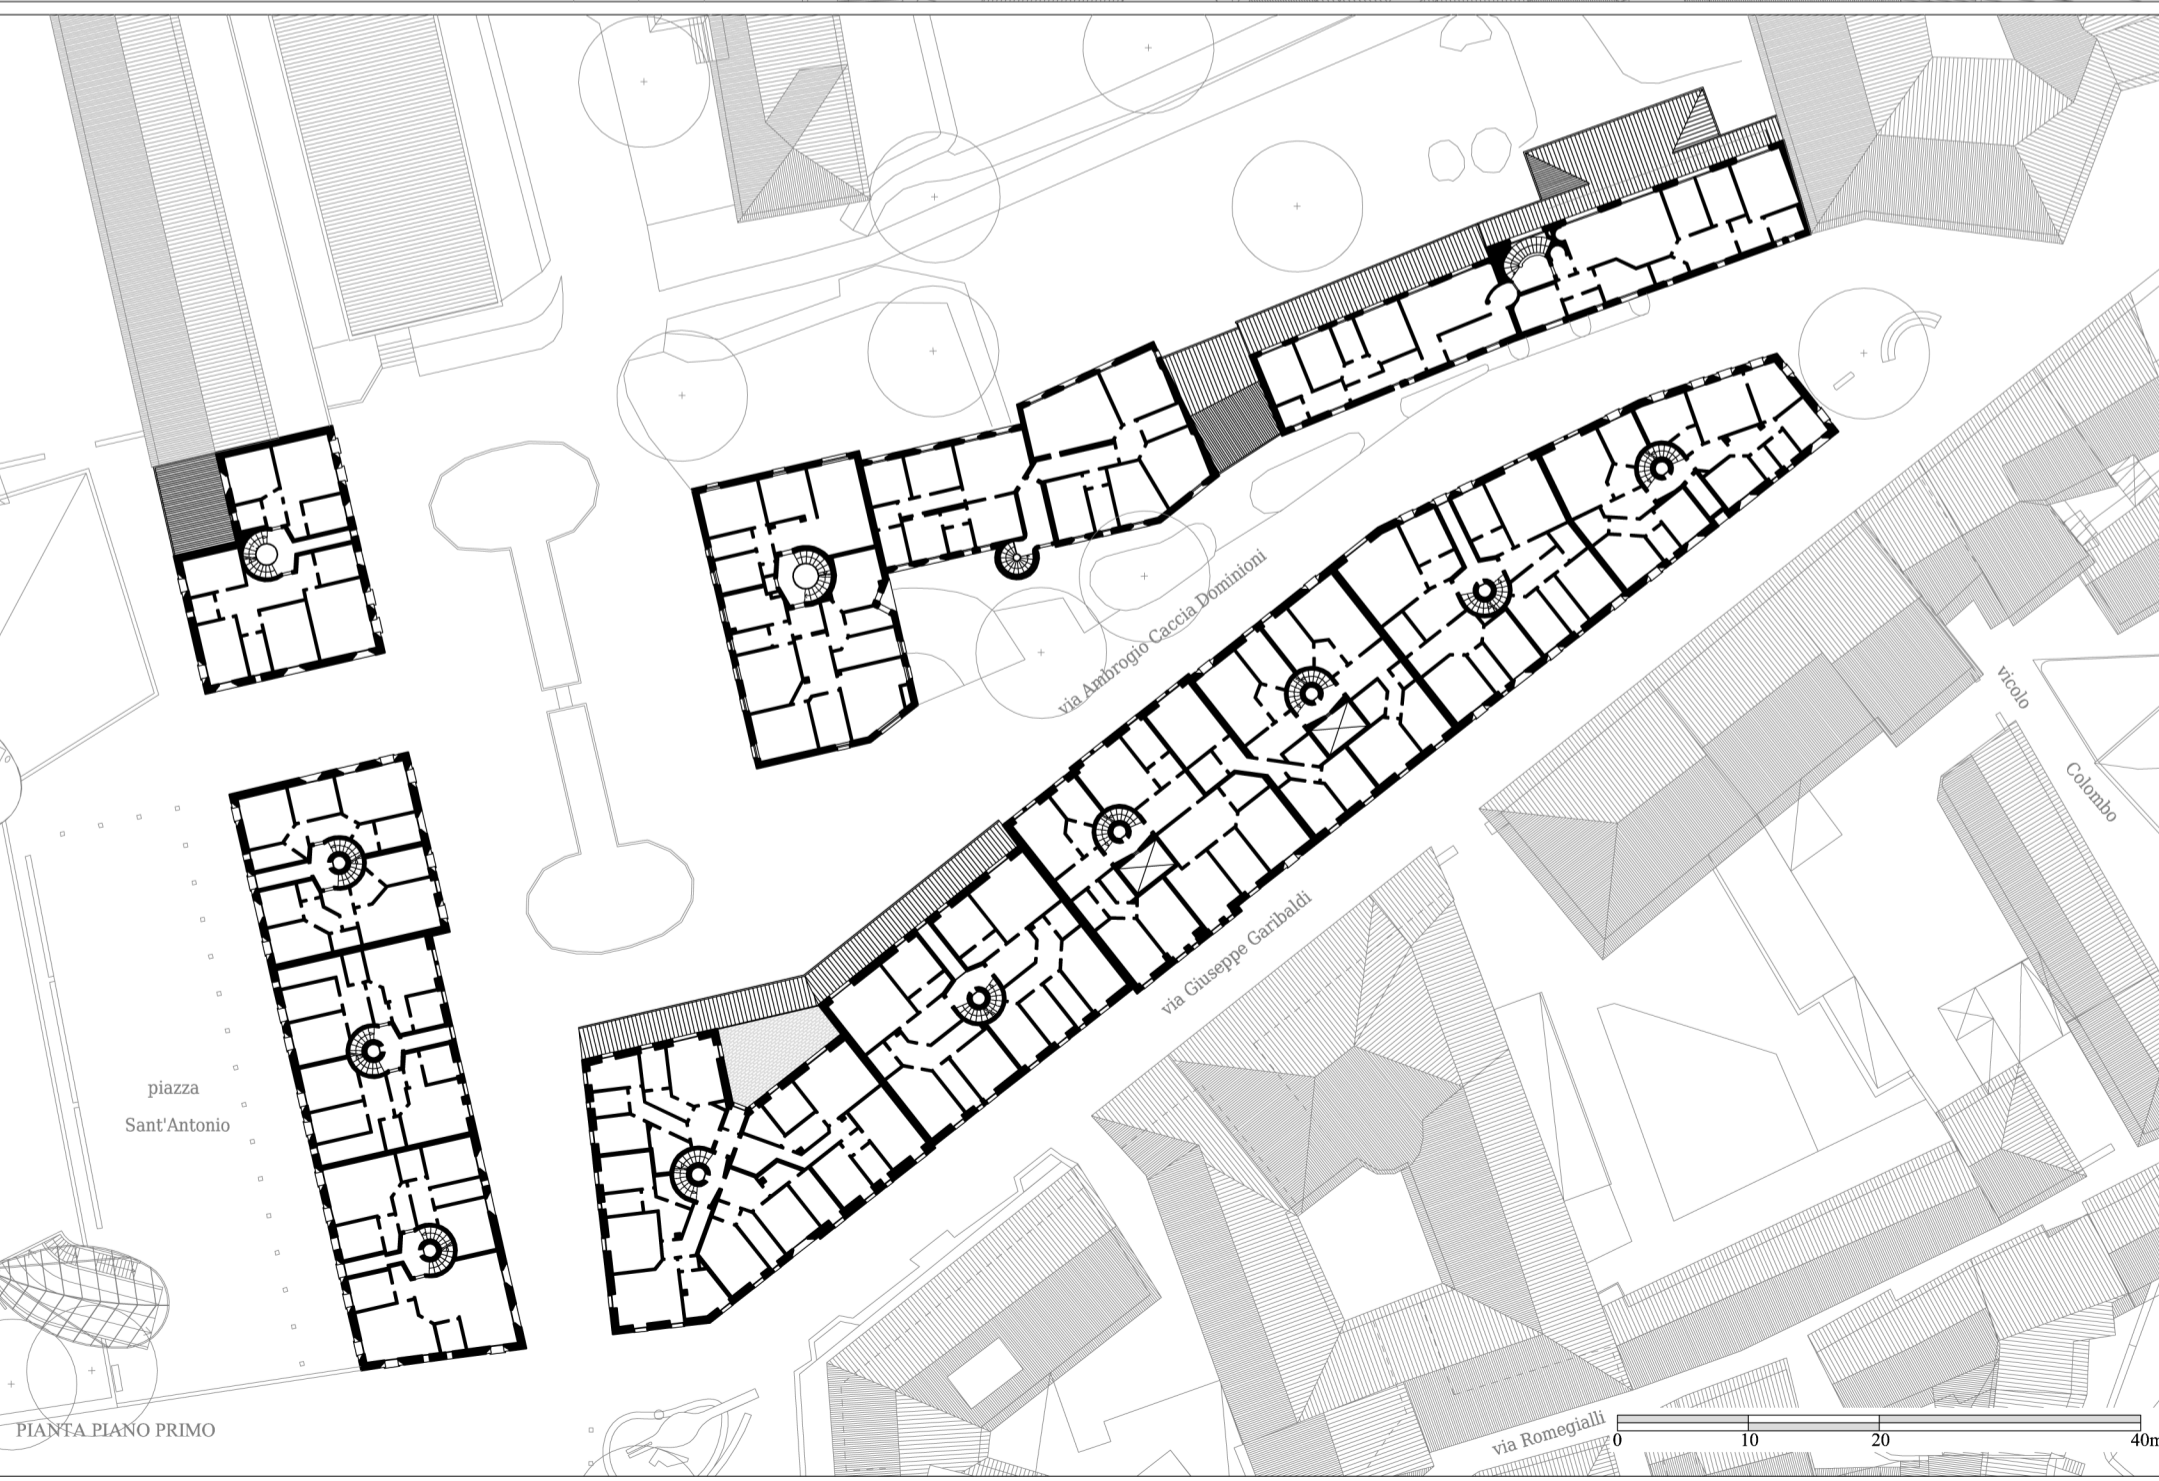 via Ambrogio Caccia Dominioni
vicolo
Colombo
via Giuseppe Garibaldi
piazza
Sant'Antonio
PIANTA PIANO PRIMO
via Romegialli
0 10 20 40m